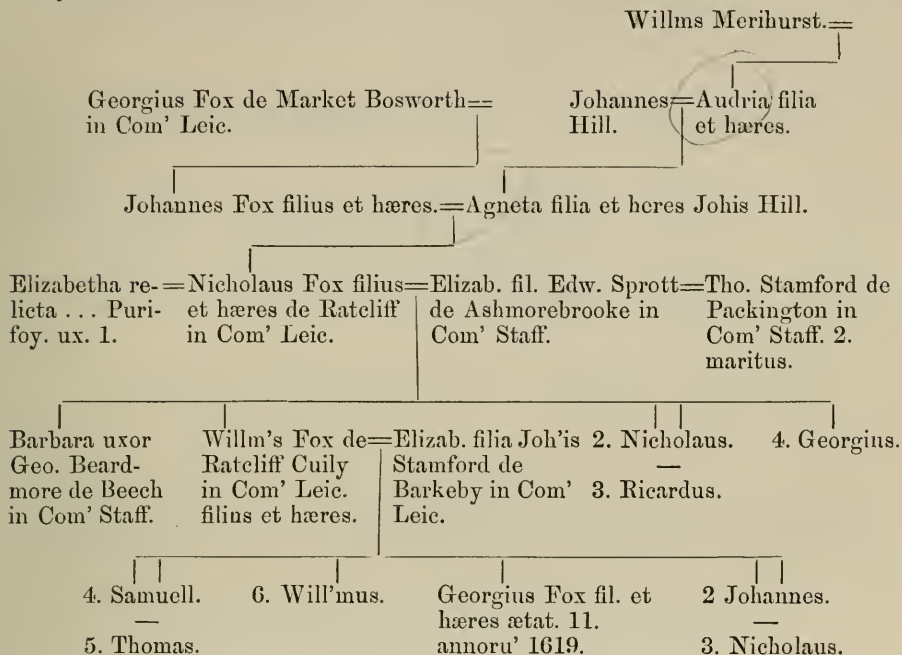 Willms Merihurst.=
Georgius Fox de Market Bosworth=
in Com' Leic.
Johannes=Audria filia
Hill. et hæres.
Johannes Fox filius et hæres.=Agneta filia et heres Johis Hill.
Elizabetha re-=Nicholaus Fox filius=Elizab. fil. Edw. Sprott=Tho. Stamford de
licta ... Puri- et hæres de Ratcliff de Ashmorebrooke in Packington in
foy. ux. 1. in Com' Leic. Com' Staff. Com' Staff. 2.
maritus.
Barbara uxor
Geo. Beard-
more de Beech
in Com' Staff.
Willm's Fox de=Elizab. filia Joh'is
Ratcliff Cuily Stamford de
in Com' Leic. Barkeby in Com'
filius et hæres. Leic.
2. Nicholaus.
—
3. Ricardus.
4. Georgius.
4. Samuell.
—
5. Thomas.
6. Will'mus.
Georgius Fox fil. et
hæres ætat. 11.
annoru' 1619.
2 Johannes.
—
3. Nicholaus.